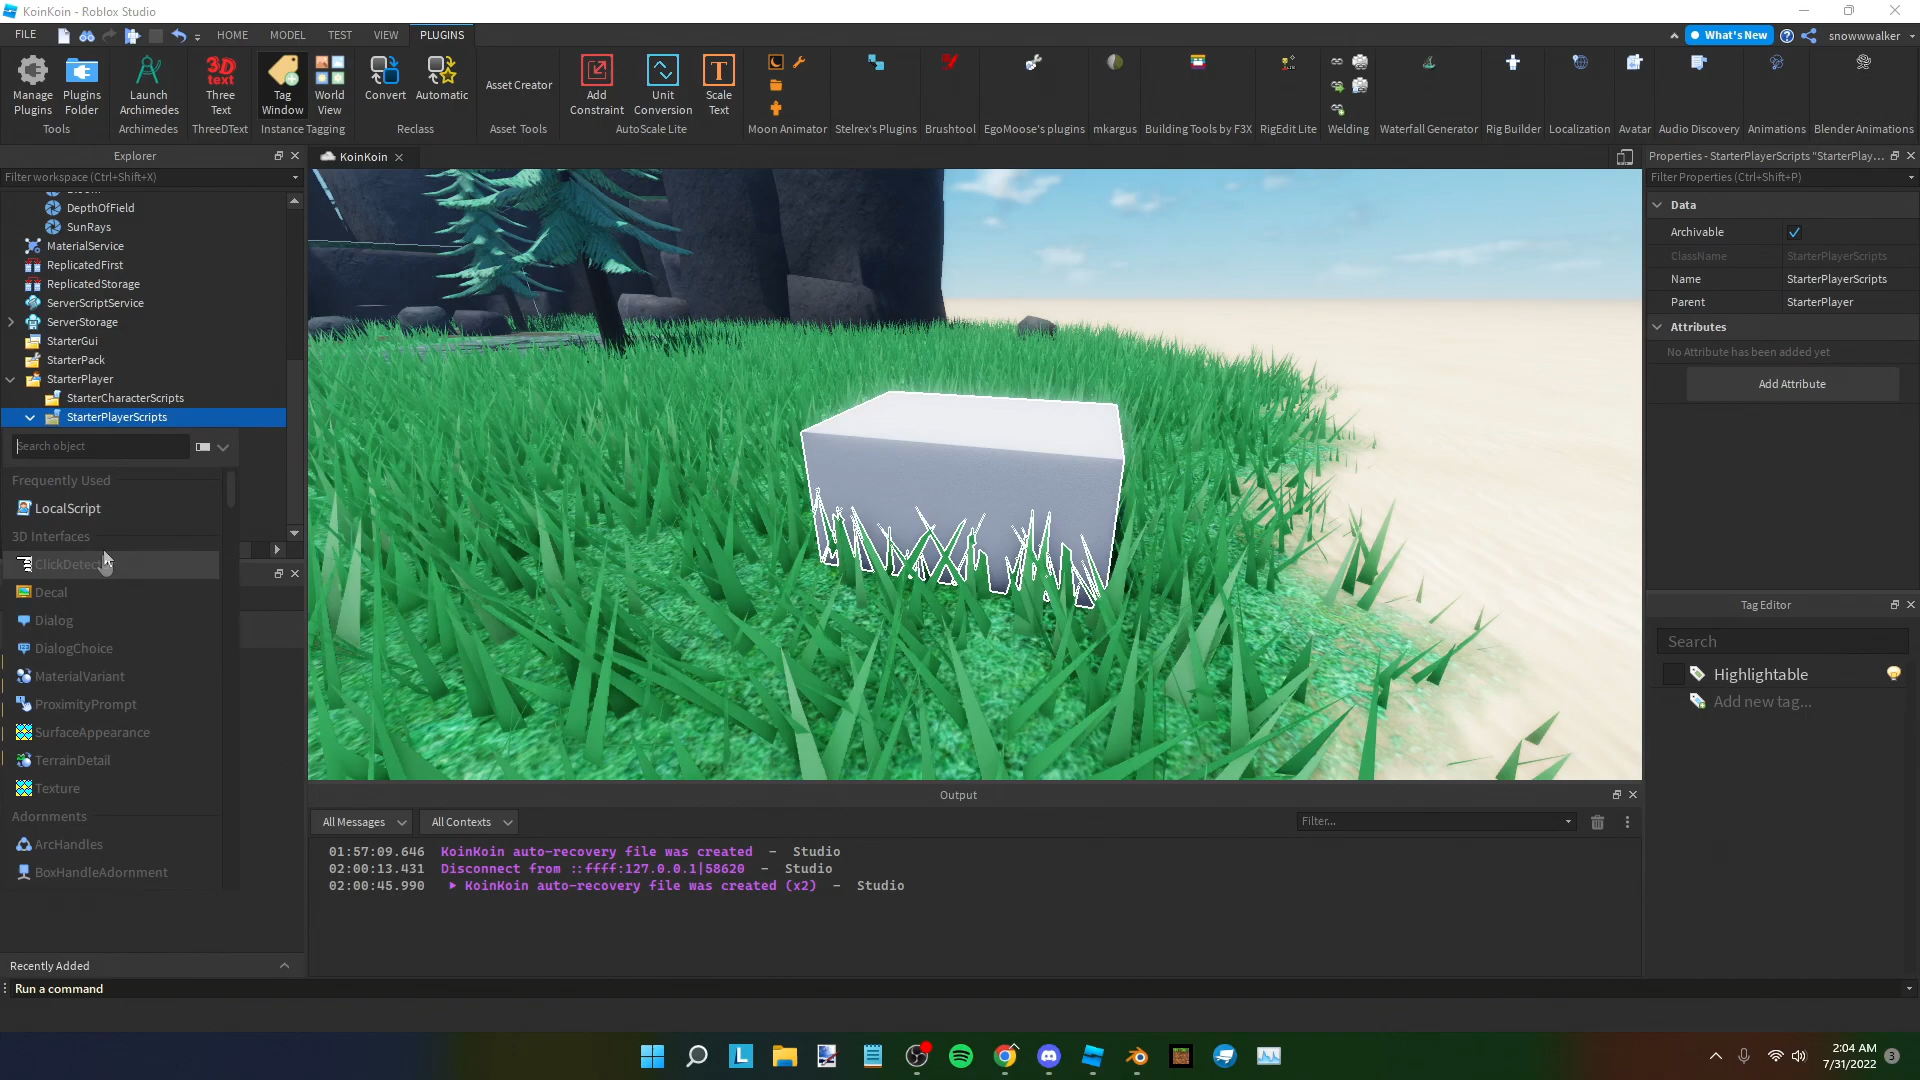 KoinKoin - Roblox Studio
FILE HOME MODEL TEST VIEW PLUGINS What's New snowwwalker
Manage Plugins
Plugins Folder
Tools
Launch Archimedes
Archimedes
3D text
Three Text
ThreeDText
Tag Window
World View
Instance Tagging
Convert
Automatic
Reclass
Asset Creator
Asset Tools
Add Constraint
Unit Conversion
T
Scale Text
AutoScale Lite
Moon Animator
Stelrex's Plugins
Brushtool
EgoMoose's plugins
mkargus
Building Tools by F3X
RigEdit Lite
Welding
Waterfall Generator
Rig Builder
Localization
Avatar
Audio Discovery
Animations
Blender Animations
Explorer
Filter workspace (Ctrl+Shift+X)
DepthOfField
SunRays
MaterialService
ReplicatedFirst
ReplicatedStorage
ServerScriptService
ServerStorage
StarterGui
StarterPack
StarterPlayer
StarterCharacterScripts
StarterPlayerScripts
Search object
Frequently Used
LocalScript
3D Interfaces
ClickDetec
Decal
Dialog
DialogChoice
MaterialVariant
ProximityPrompt
SurfaceAppearance
TerrainDetail
Texture
Adornments
ArcHandles
BoxHandleAdornment
Recently Added
Run a command
KoinKoin
Output
All Messages All Contexts Filter...
01:57:09.646 KoinKoin auto-recovery file was created - Studio
02:00:13.431 Disconnect from ::ffff:127.0.0.1|58620 - Studio
02:00:45.990 KoinKoin auto-recovery file was created (x2) - Studio
Properties - StarterPlayerScripts "StarterPlay...
Filter Properties (Ctrl+Shift+P)
Data
Archivable
ClassName StarterPlayerScripts
Name StarterPlayerScripts
Parent StarterPlayer
Attributes
No Attribute has been added yet
Add Attribute
Tag Editor
Search
Highlightable
Add new tag...
L
2:04 AM
7/31/2022
3